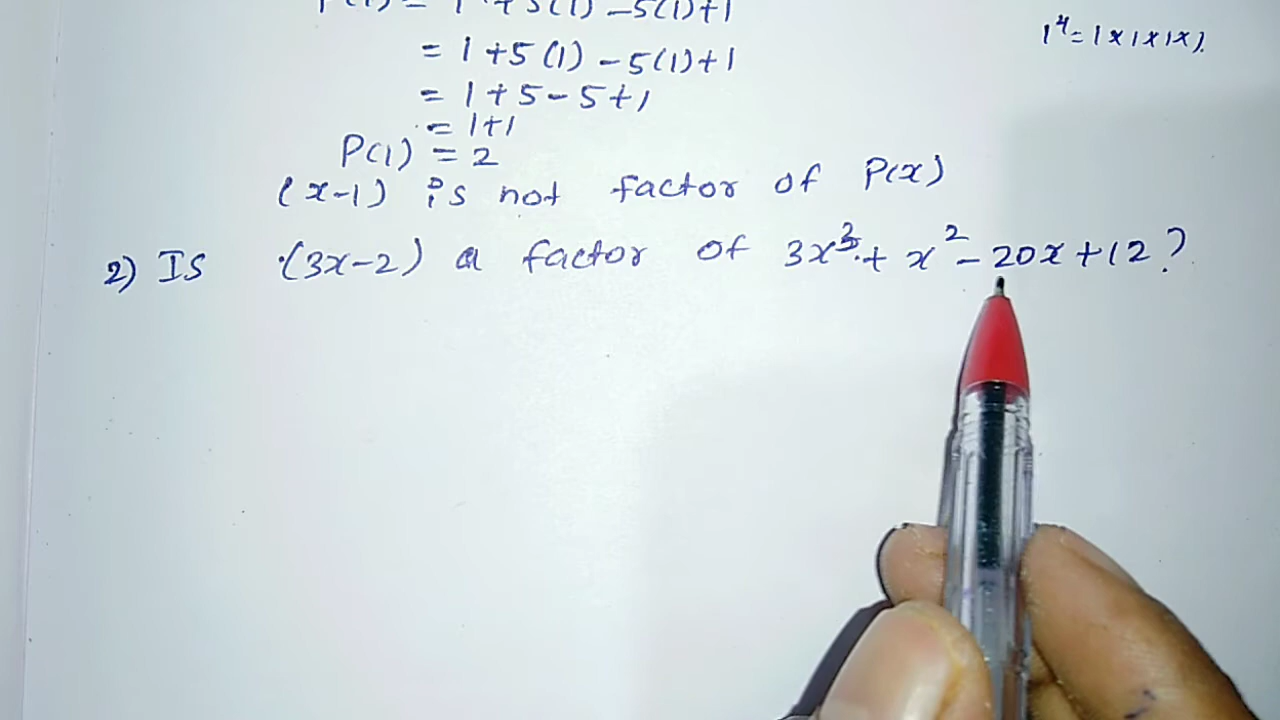 = 1 + 5(1) - 5(1) + 1
1⁴ = 1 x 1 x 1 x 1
= 1 + 5 - 5 + 1
= 1+1
P(1) = 2
(x-1) is not factor of P(x)
2) Is (3x-2) a factor of 3x³ + x² - 20x + 12 ?